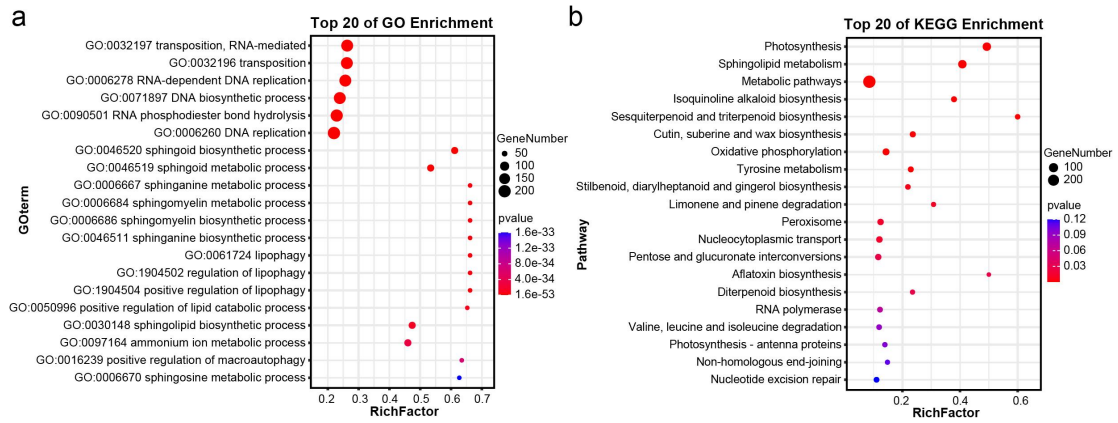 a
Top 20 of GO Enrichment
GO:0032197 transposition, RNA-mediated
GO:0032196 transposition
GO:0006278 RNA-dependent DNA replication
GO:0071897 DNA biosynthetic process
GO:0090501 RNA phosphodiester bond hydrolysis
GO:0006260 DNA replication
GO:0046520 sphingoid biosynthetic process
GO:0046519 sphingoid metabolic process
GO:0006667 sphinganine metabolic process
GO:0006684 sphingomyelin metabolic process
GO:0006686 sphingomyelin biosynthetic process
GO:0046511 sphinganine biosynthetic process
GO:0061724 lipophagy
GO:1904502 regulation of lipophagy
GO:1904504 positive regulation of lipophagy
GO:0050996 positive regulation of lipid catabolic process
GO:0030148 sphingolipid biosynthetic process
GO:0097164 ammonium ion metabolic process
GO:0016239 positive regulation of macroautophagy
GO:0006670 sphingosine metabolic process
GOterm
0.2 0.3 0.4 0.5 0.6 0.7
RichFactor
GeneNumber
50
100
150
200
pvalue
1.6e-33
1.2e-33
8.0e-34
4.0e-34
1.6e-53
b
Top 20 of KEGG Enrichment
Photosynthesis
Sphingolipid metabolism
Metabolic pathways
Isoquinoline alkaloid biosynthesis
Sesquiterpenoid and triterpenoid biosynthesis
Cutin, suberine and wax biosynthesis
Oxidative phosphorylation
Tyrosine metabolism
Stilbenoid, diarylheptanoid and gingerol biosynthesis
Limonene and pinene degradation
Peroxisome
Nucleocytoplasmic transport
Pentose and glucuronate interconversions
Aflatoxin biosynthesis
Diterpenoid biosynthesis
RNA polymerase
Valine, leucine and isoleucine degradation
Photosynthesis - antenna proteins
Non-homologous end-joining
Nucleotide excision repair
Pathway
0.2 0.4 0.6
RichFactor
GeneNumber
100
200
pvalue
0.12
0.09
0.06
0.03